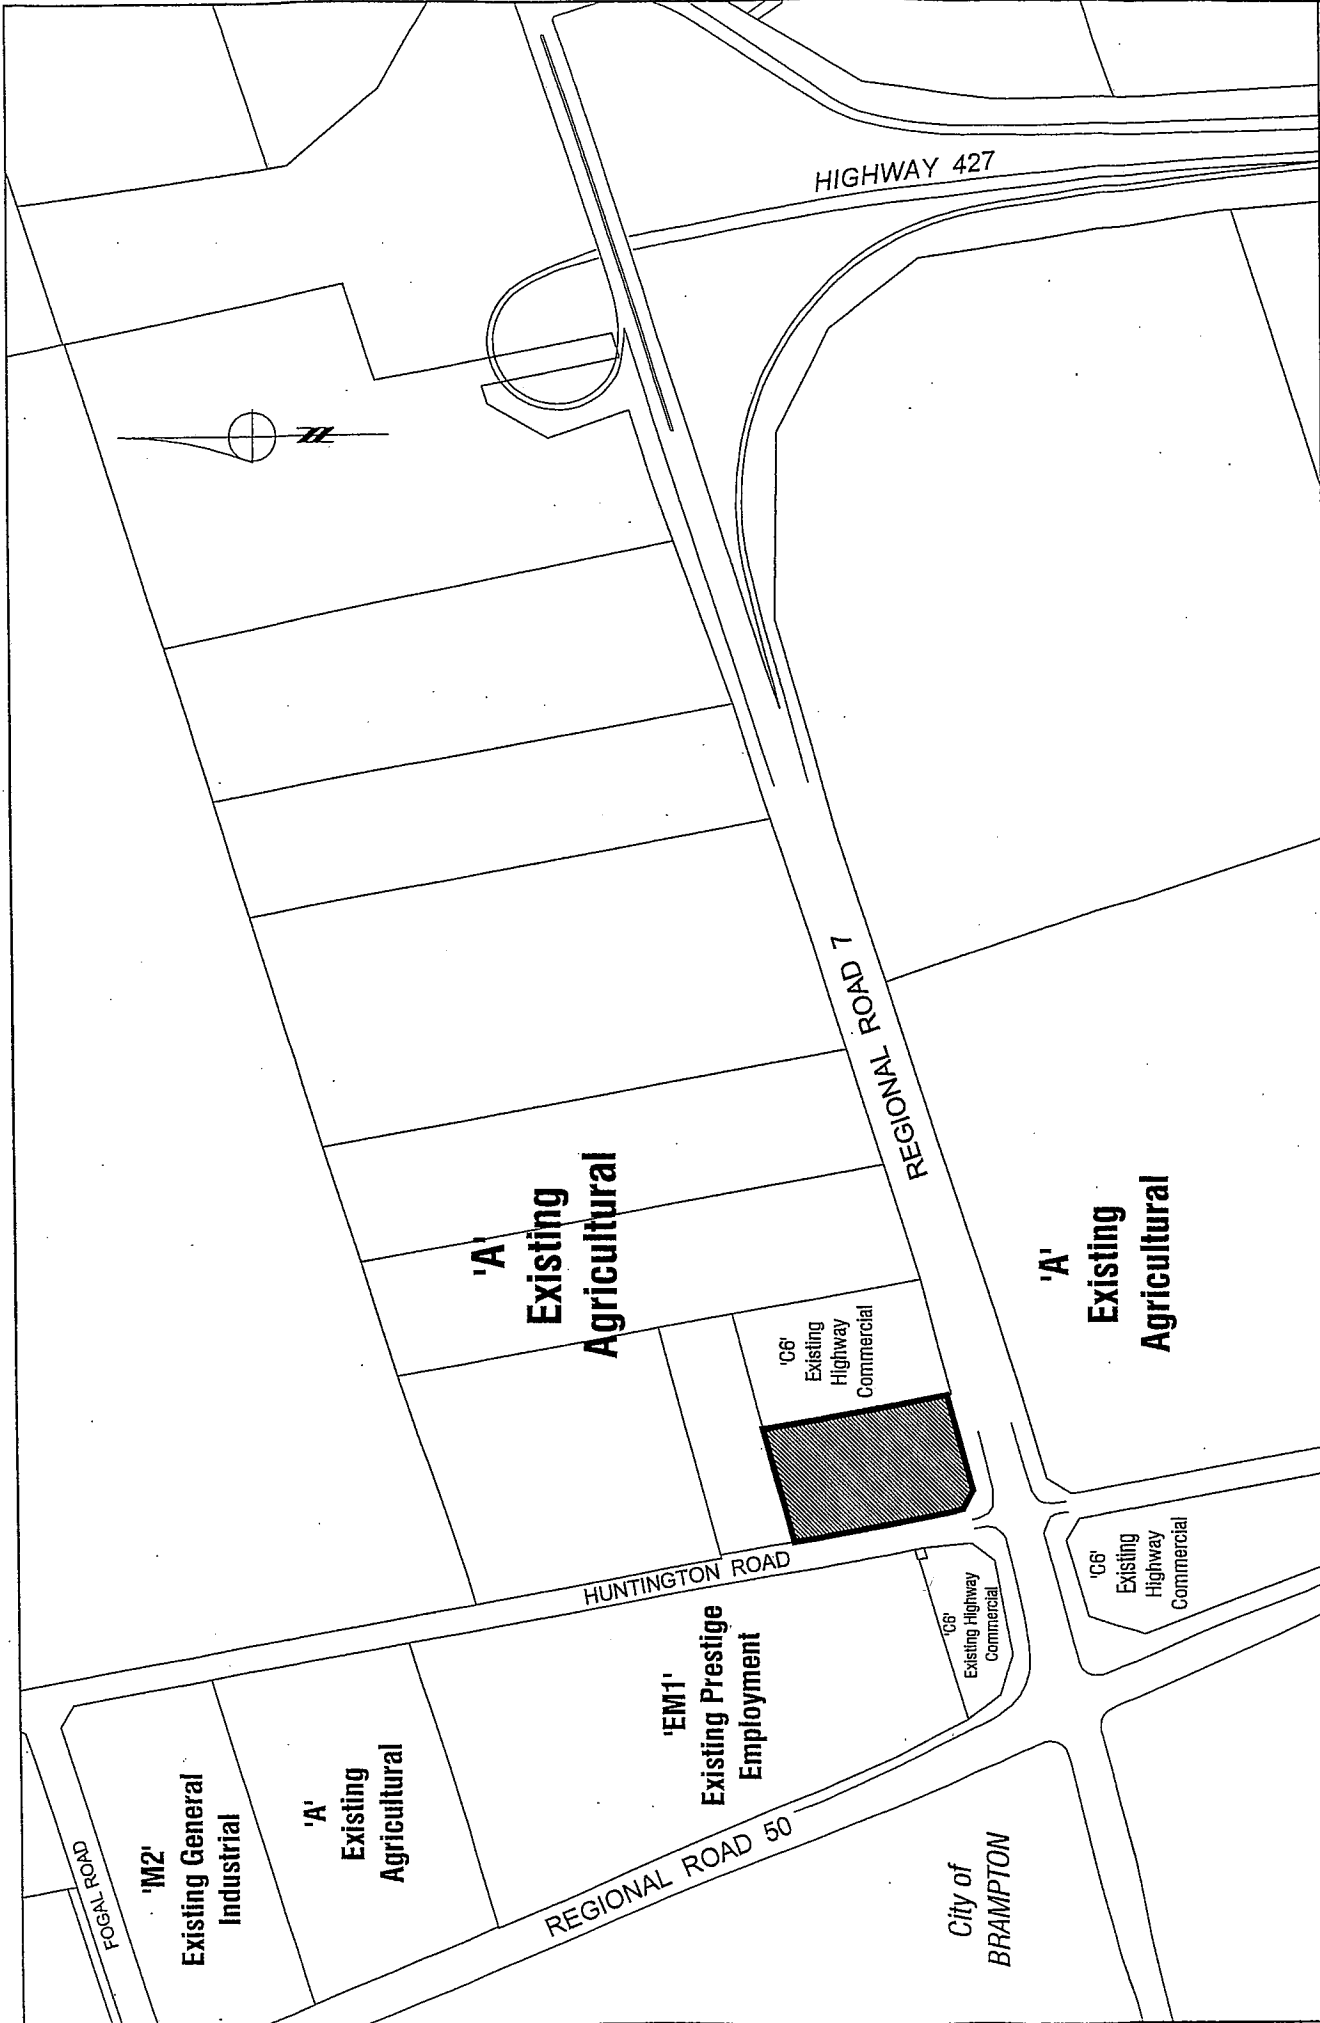 FOGAL ROAD
'M2'
Existing General
Industrial
'A'
Existing
Agricultural
REGIONAL ROAD 50
City of
BRAMPTON
'EM1'
Existing Prestige
Employment
HUNTINGTON ROAD
'C6'
Existing Highway
Commercial
'C6'
Existing
Highway
Commercial
'C6'
Existing
Highway
Commercial
'A'
Existing
Agricultural
'A'
Existing
Agricultural
REGIONAL ROAD 7
HIGHWAY 427